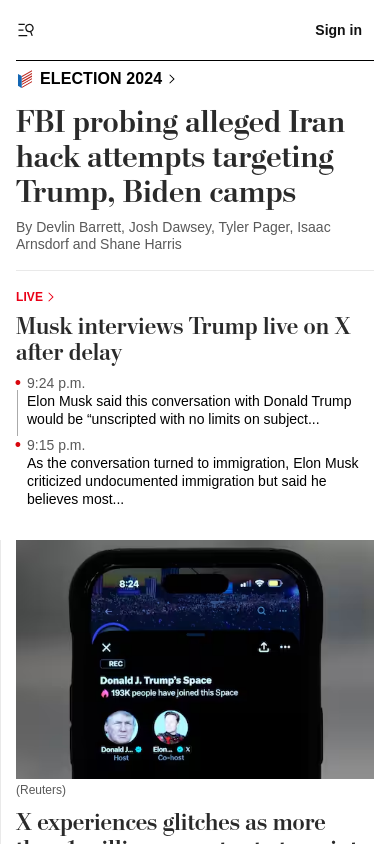 Sign in
ELECTION 2024
FBI probing alleged Iran
hack attempts targeting
Trump, Biden camps
By Devlin Barrett, Josh Dawsey, Tyler Pager, Isaac
Arnsdorf and Shane Harris
LIVE
Musk interviews Trump live on X
after delay
9:24 p.m.
Elon Musk said this conversation with Donald Trump
would be “unscripted with no limits on subject...
9:15 p.m.
As the conversation turned to immigration, Elon Musk
criticized undocumented immigration but said he
believes most...
8:24
REC
Donald J. Trump's Space
193K people have joined this Space
Donald J...
Elon...
X
Host
Co-host
(Reuters)
X experiences glitches as more